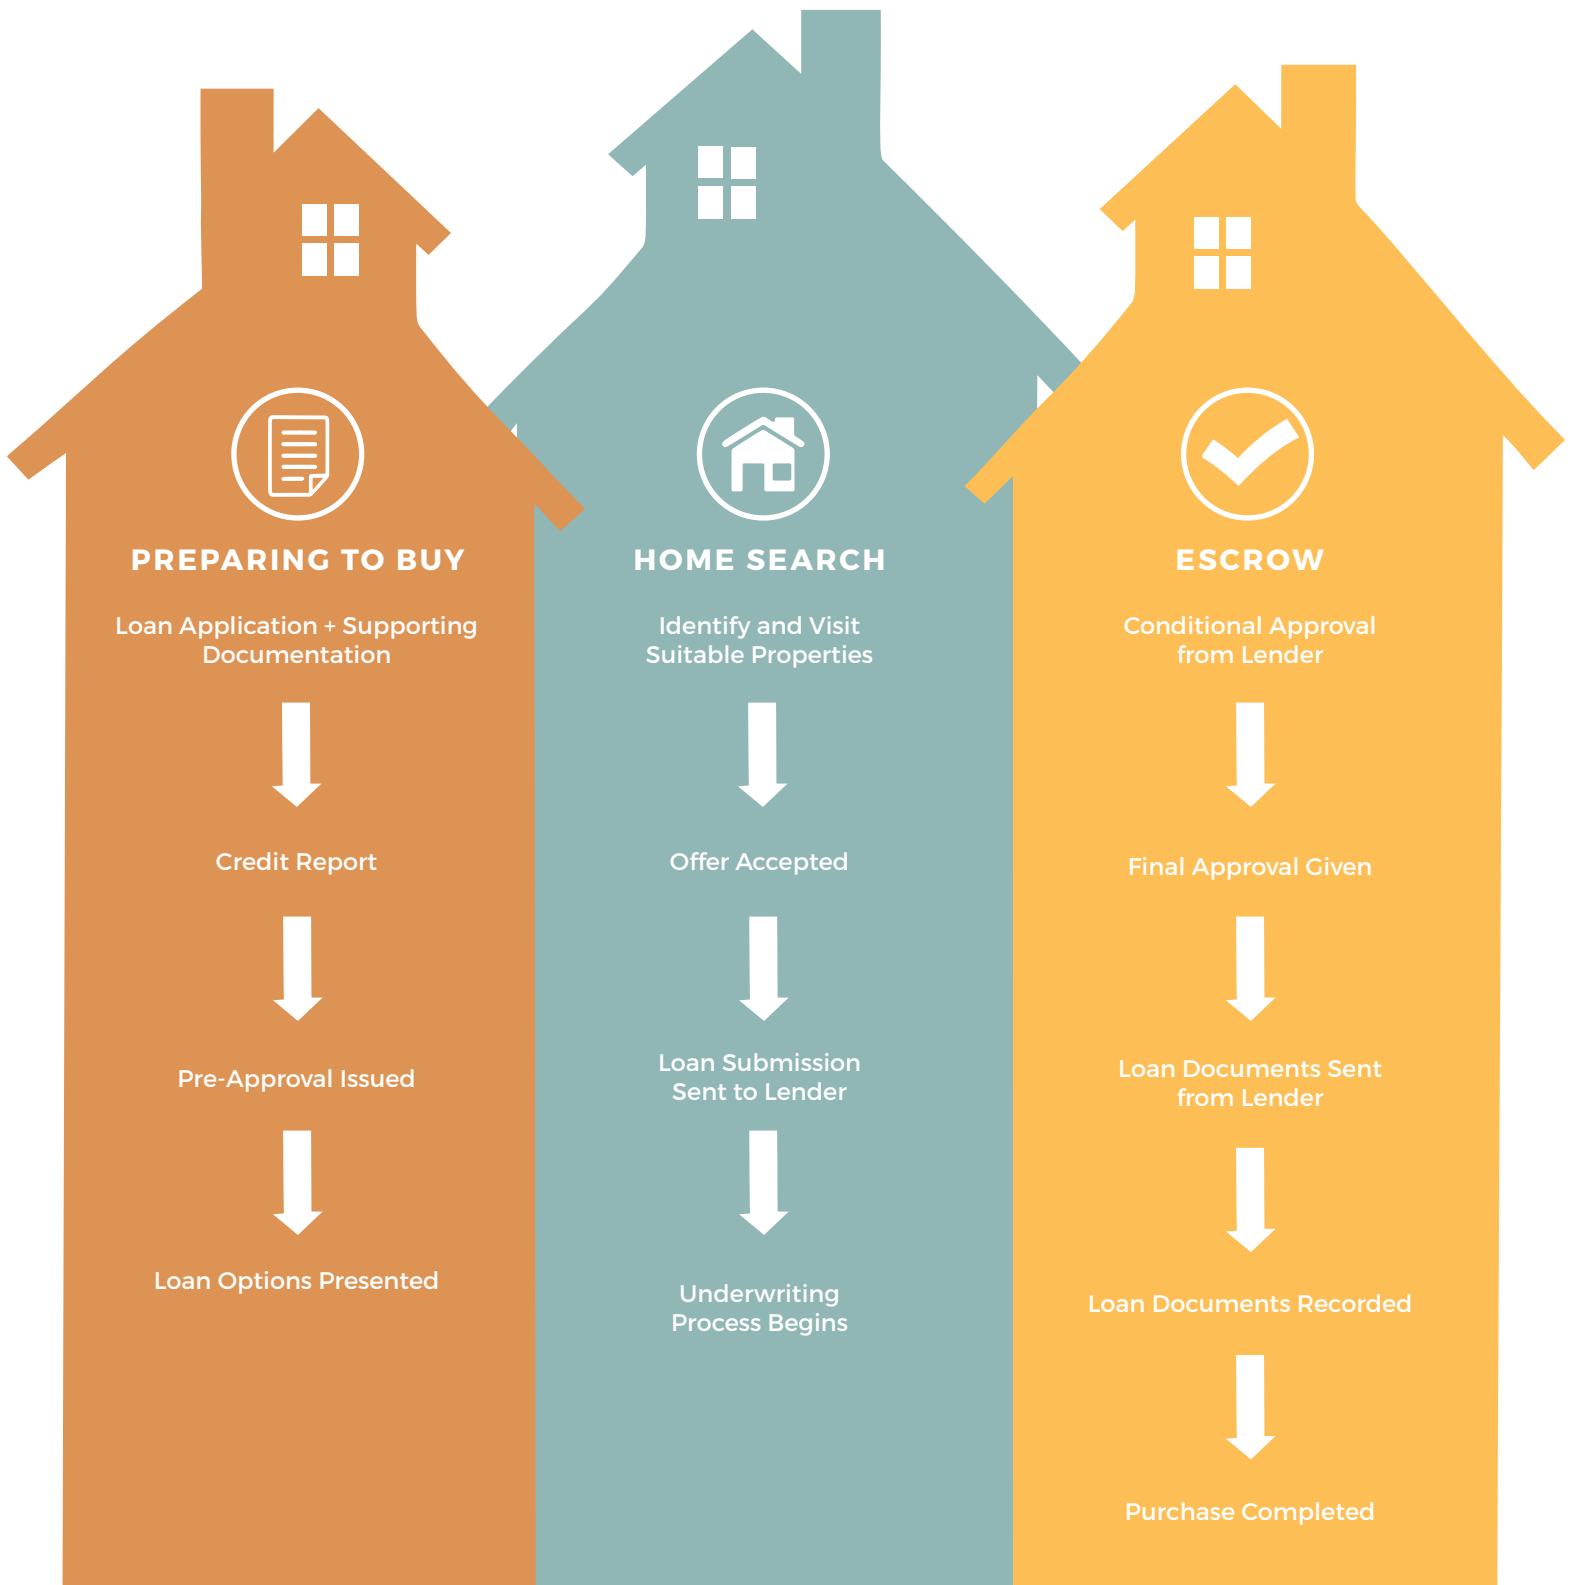 PREPARING TO BUY
Loan Application + Supporting
Documentation
Credit Report
Pre-Approval Issued
Loan Options Presented
HOME SEARCH
Identify and Visit
Suitable Properties
Offer Accepted
Loan Submission
Sent to Lender
Underwriting
Process Begins
ESCROW
Conditional Approval
from Lender
Final Approval Given
Loan Documents Sent
from Lender
Loan Documents Recorded
Purchase Completed